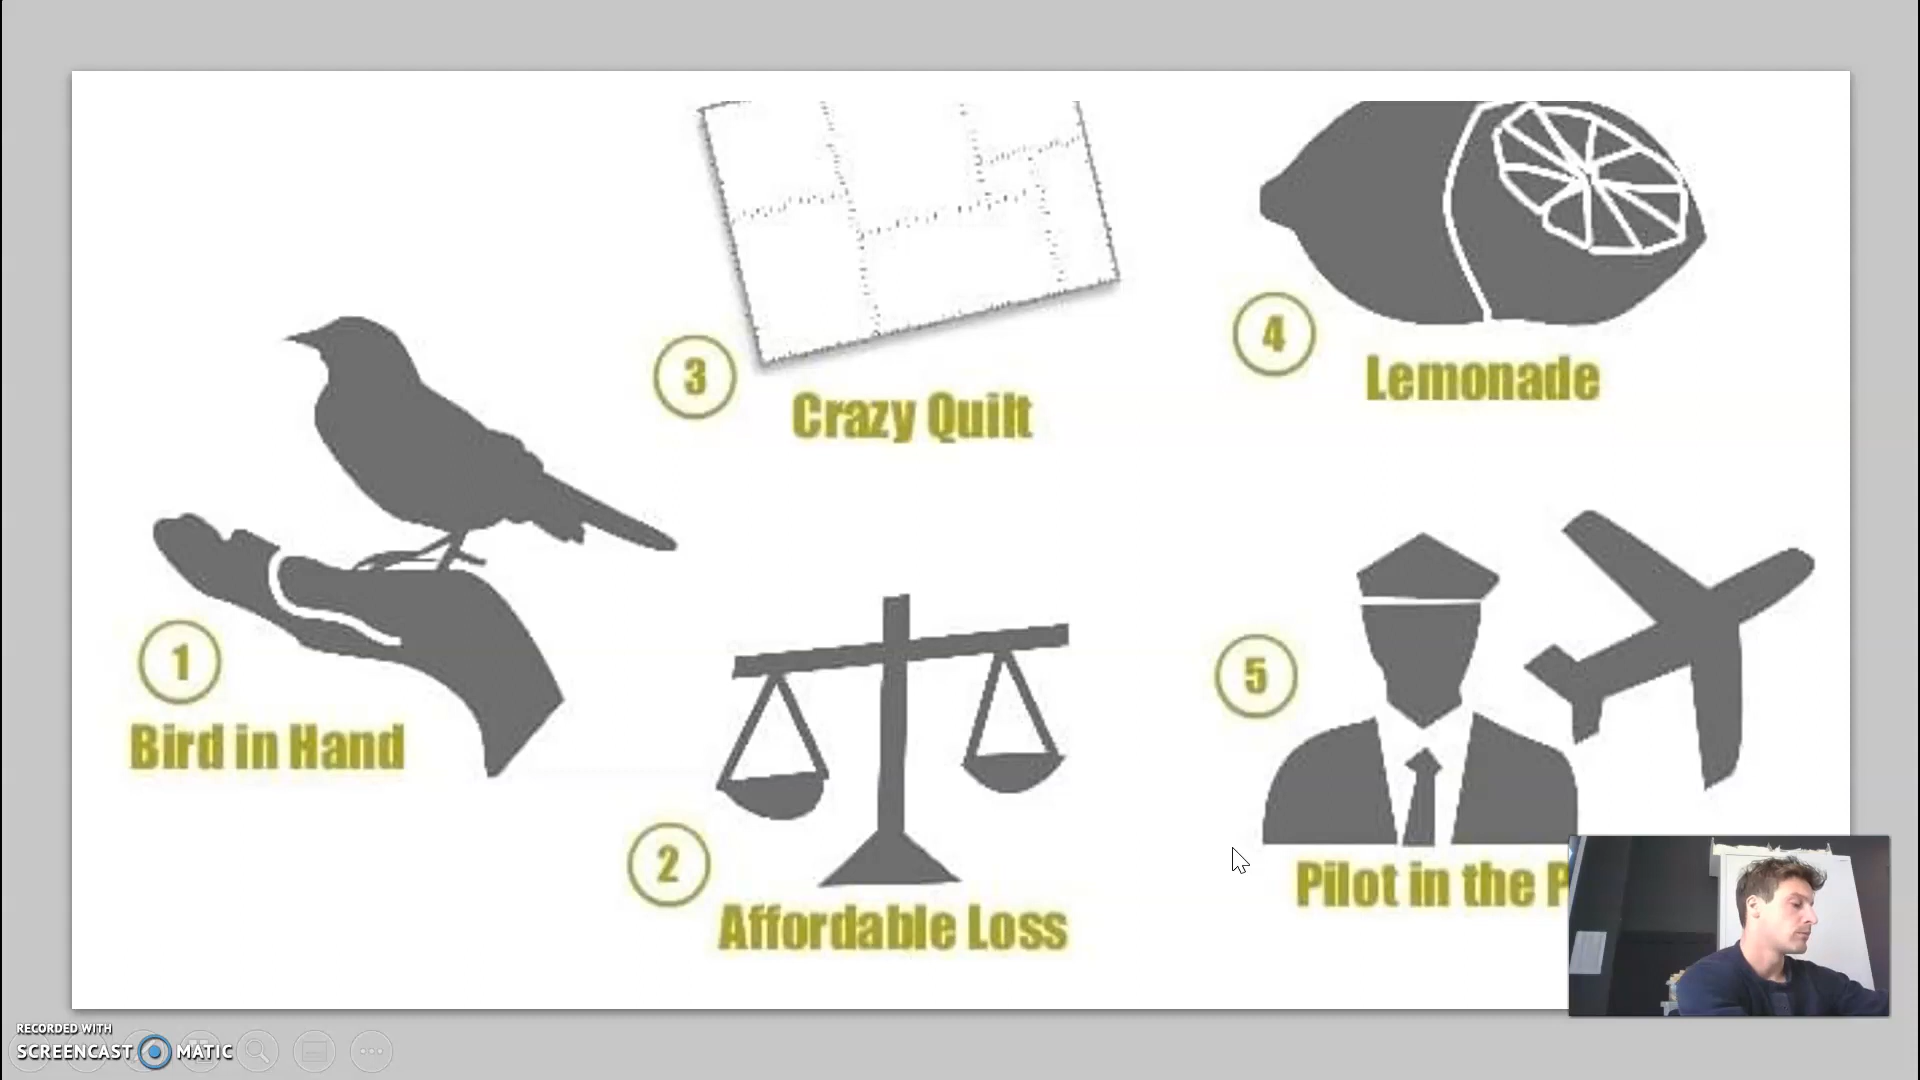 3
Crazy Quilt
4
Lemonade
1
Bird in Hand
2
Affordable Loss
5
Pilot in the P
RECORDED WITH
SCREENCAST MATIC